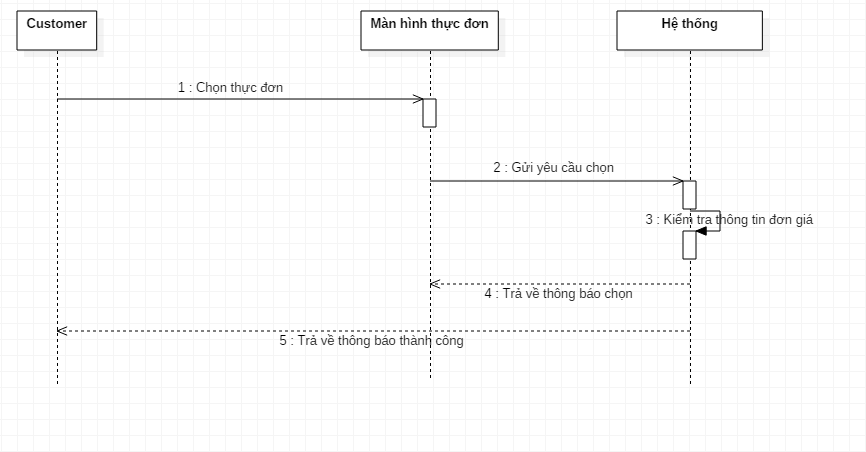 Customer
Màn hình thực đơn
Hệ thống
1 : Chọn thực đơn
2 : Gửi yêu cầu chọn
3 : Kiểm tra thông tin đơn giá
4 : Trả về thông báo chọn
5 : Trả về thông báo thành công